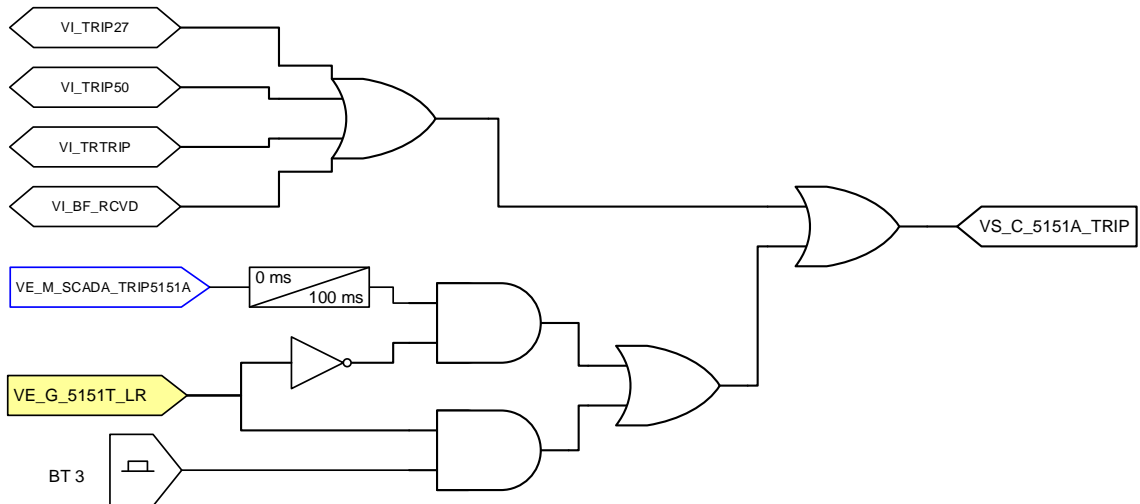 VI_TRIP27
VI_TRIP50
VI_TRTRIP
VI_BF_RCVD
VS_C_5151A_TRIP
VE_M_SCADA_TRIP5151A
0 ms
100 ms
VE_G_5151T_LR
BT 3